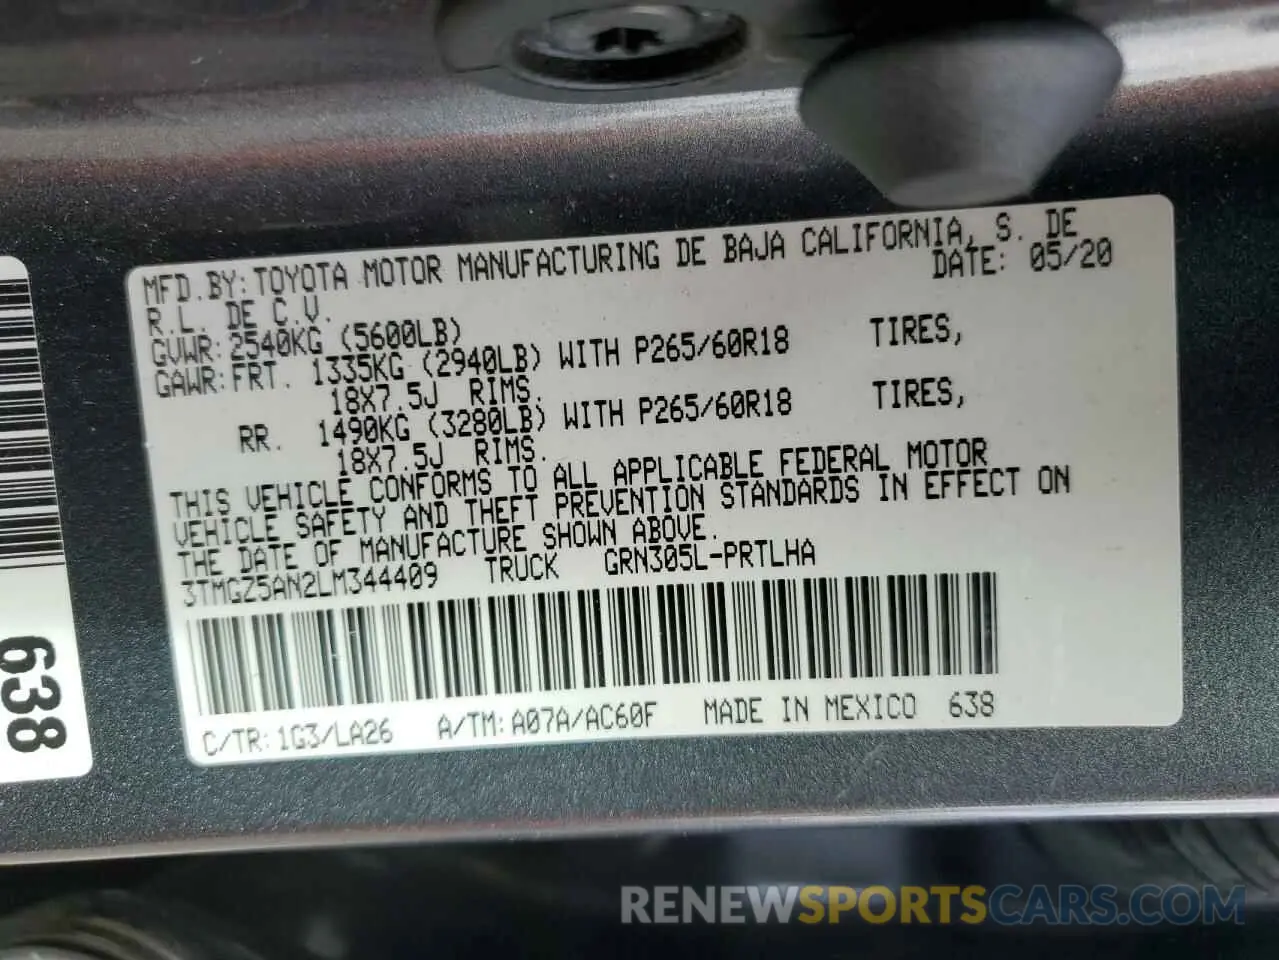 MFD.BY: TOYOTA MOTOR MANUFACTURING DE BAJA CALIFORNIA, S. DE
R.L. DE C.V. DATE: 05/20
GVWR: 2540KG (5600LB)
GAWR: FRT. 1335KG (2940LB) WITH P265/60R18 TIRES,
18X7.5J RIMS.
RR. 1490KG (3280LB) WITH P265/60R18 TIRES,
18X7.5J RIMS.
THIS VEHICLE CONFORMS TO ALL APPLICABLE FEDERAL MOTOR
VEHICLE SAFETY AND THEFT PREVENTION STANDARDS IN EFFECT ON
THE DATE OF MANUFACTURE SHOWN ABOVE.
3TMGZ5AN2LM344409 TRUCK GRN305L-PRTLHA
C/TR: 1G3/LA26 A/TM: A07A/AC60F MADE IN MEXICO 638
638
RENEWSPORTSCARS.COM